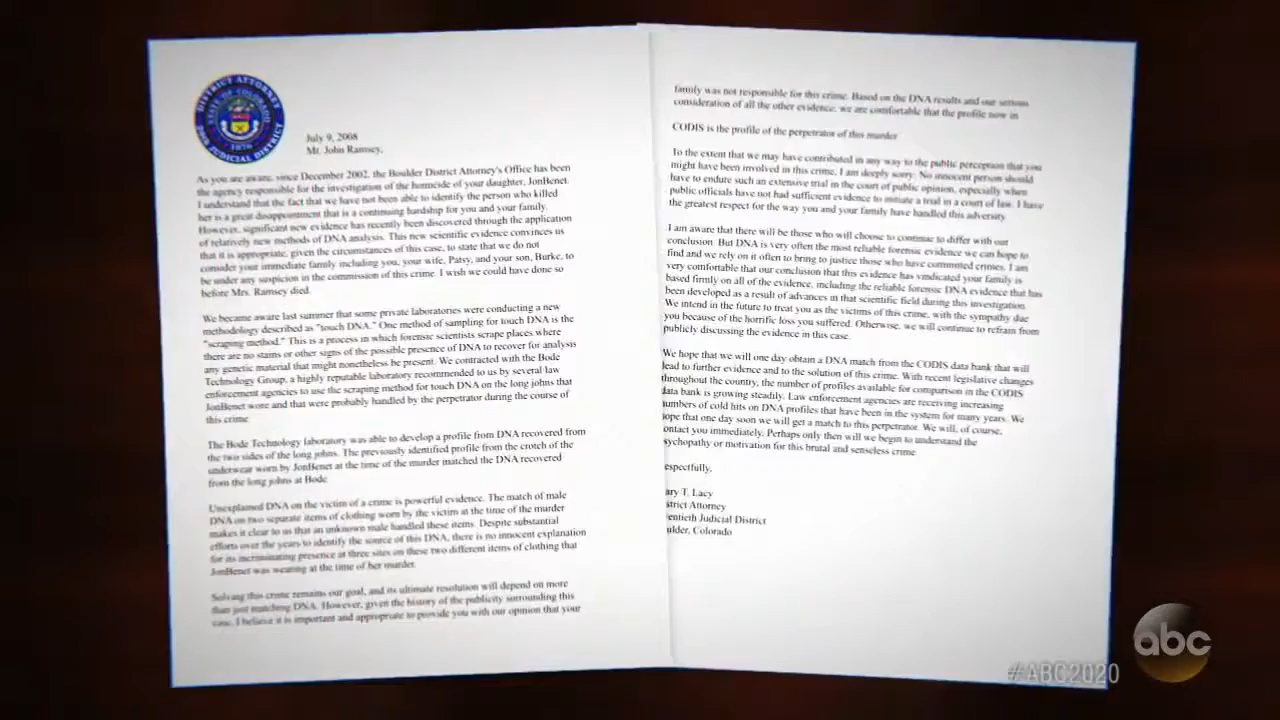 DISTRICT ATTORNEY
STATE OF COLORADO
1876
20th JUDICIAL DISTRICT
July 9, 2008
Mr. John Ramsey,
As you are aware, since December 2002, the Boulder District Attorney's Office has been
the agency responsible for the investigation of the homicide of your daughter, JonBenet.
I understand that the fact that we have not been able to identify the person who killed
her is a great disappointment that is a continuing hardship for you and your family.
However, significant new evidence has recently been discovered through the application
of relatively new methods of DNA analysis. This new scientific evidence convinces us
that it is appropriate, given the circumstances of this case, to state that we do not
consider your immediate family including you, your wife, Patsy, and your son, Burke, to
be under any suspicion in the commission of this crime. I wish we could have done so
before Mrs. Ramsey died.
We became aware last summer that some private laboratories were conducting a new
methodology described as "touch DNA." One method of sampling for touch DNA is the
"scraping method." This is a process in which forensic scientists scrape places where
there are no stains or other signs of the possible presence of DNA to recover for analysis
any genetic material that might nonetheless be present. We contracted with the Bode
Technology Group, a highly reputable laboratory recommended to us by several law
enforcement agencies to use the scraping method for touch DNA on the long johns that
JonBenet wore and that were probably handled by the perpetrator during the course of
this crime.
The Bode Technology laboratory was able to develop a profile from DNA recovered from
the two sides of the long johns. The previously identified profile from the crotch of the
underwear worn by JonBenet at the time of the murder matched the DNA recovered
from the long johns at Bode.
Unexplained DNA on the victim of a crime is powerful evidence. The match of male
DNA on two separate items of clothing worn by the victim at the time of the murder
makes it clear to us that an unknown male handled these items. Despite substantial
efforts over the years to identify the source of this DNA, there is no innocent explanation
for its incriminating presence at three sites on these two different items of clothing that
JonBenet was wearing at the time of her murder.
Solving this crime remains our goal, and its ultimate resolution will depend on more
than just matching DNA. However, given the history of the publicity surrounding this
case, I believe it is important and appropriate to provide you with our opinion that your
family was not responsible for this crime. Based on the DNA results and our serious
consideration of all the other evidence, we are comfortable that the profile now in
CODIS is the profile of the perpetrator of this murder
To the extent that we may have contributed in any way to the public perception that you
might have been involved in this crime, I am deeply sorry. No innocent person should
have to endure such an extensive trial in the court of public opinion, especially when
public officials have not had sufficient evidence to initiate a trial in a court of law. I have
the greatest respect for the way you and your family have handled this adversity
I am aware that there will be those who will choose to continue to differ with our
conclusion. But DNA is very often the most reliable forensic evidence we can hope to
find and we rely on it often to bring to justice those who have committed crimes. I am
very comfortable that our conclusion that this evidence has vindicated your family is
based firmly on all of the evidence, including the reliable forensic DNA evidence that has
been developed as a result of advances in that scientific field during this investigation
We intend in the future to treat you as the victims of this crime, with the sympathy due
you because of the horrific loss you suffered. Otherwise, we will continue to refrain from
publicly discussing the evidence in this case.
We hope that we will one day obtain a DNA match from the CODIS data bank that will
lead to further evidence and to the solution of this crime. With recent legislative changes
throughout the country, the number of profiles available for comparison in the CODIS
data bank is growing steadily. Law enforcement agencies are receiving increasing
umbers of cold hits on DNA profiles that have been in the system for many years. We
ope that one day soon we will get a match to this perpetrator. We will, of course,
ontact you immediately. Perhaps only then will we begin to understand the
sychopathy or motivation for this brutal and senseless crime.
espectfully,
ary T. Lacy
strict Attorney
entieth Judicial District
ulder, Colorado
abc
#ABC2020